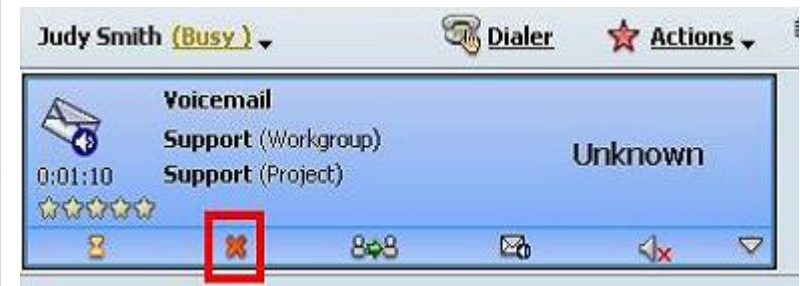 Judy Smith (Busy ) Dialer Actions
Voicemail
Support (Workgroup)
Unknown
0:01:10 Support (Project)